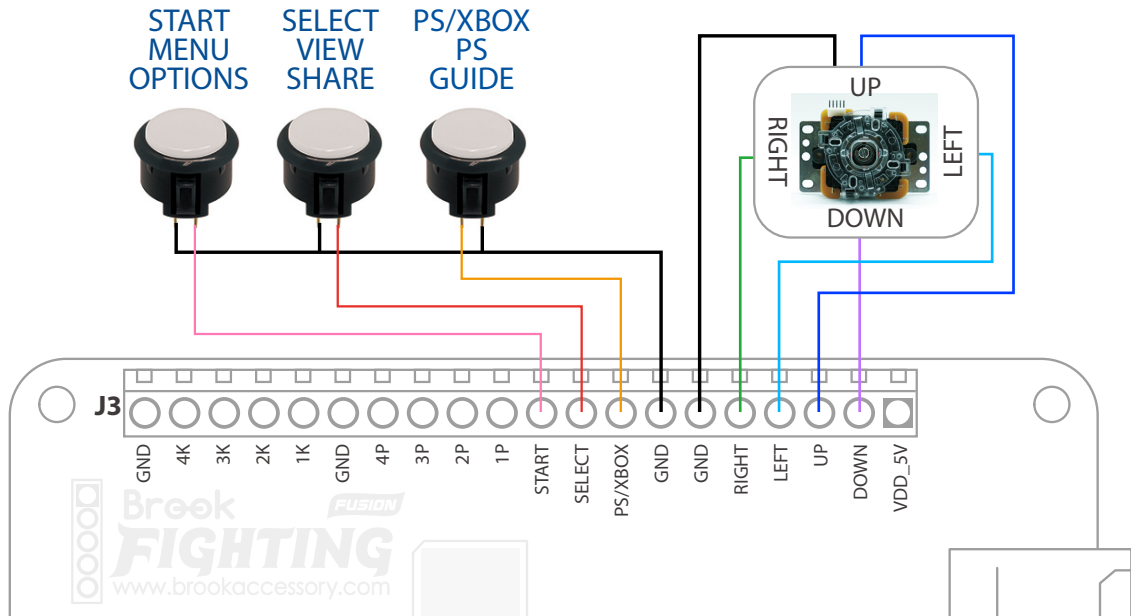 START
MENU
OPTIONS
SELECT
VIEW
SHARE
PS/XBOX
PS
GUIDE
UP
RIGHT
LEFT
DOWN
J3
GND
4K
3K
2K
1K
GND
4P
3P
2P
1P
START
SELECT
PS/XBOX
GND
GND
RIGHT
LEFT
UP
DOWN
VDD_5V
Brook
FUSION
FIGHTING
www.brookaccessory.com